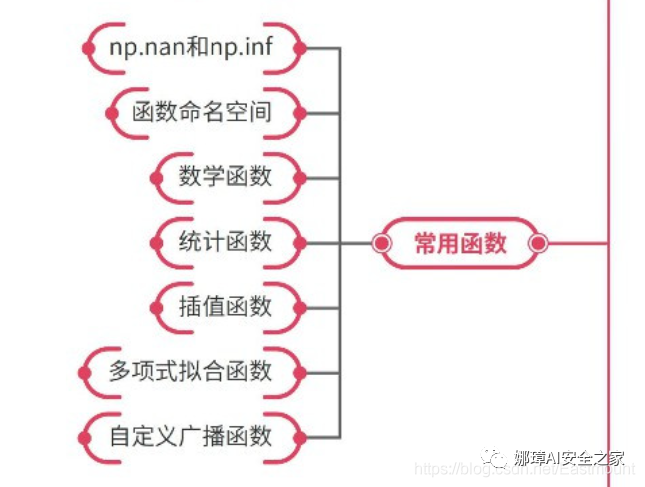 np.nan和np.inf
函数命名空间
数学函数
统计函数
常用函数
插值函数
多项式拟合函数
自定义广播函数
娜璋AI安全之家
https://blog.csdn.net/Eastmount